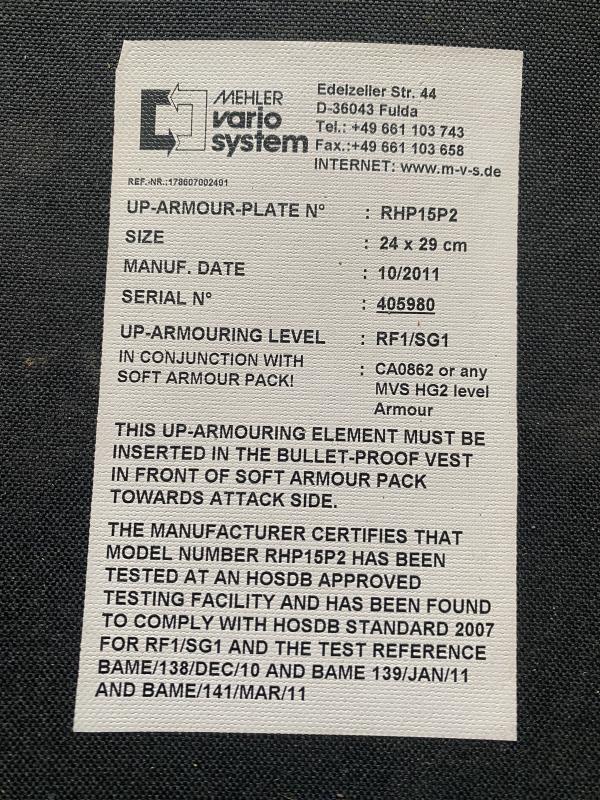 MEHLER
vario
system
Edelzeller Str. 44
D-36043 Fulda
Tel.: +49 661 103 743
Fax.:+49 661 103 658
INTERNET: www.m-v-s.de
REF.-NR.:178607002401
UP-ARMOUR-PLATE N° : RHP15P2
SIZE : 24 x 29 cm
MANUF. DATE : 10/2011
SERIAL N° : 405980
UP-ARMOURING LEVEL : RF1/SG1
IN CONJUNCTION WITH : CA0862 or any
SOFT ARMOUR PACK! MVS HG2 level
Armour
THIS UP-ARMOURING ELEMENT MUST BE
INSERTED IN THE BULLET-PROOF VEST
IN FRONT OF SOFT ARMOUR PACK
TOWARDS ATTACK SIDE.
THE MANUFACTURER CERTIFIES THAT
MODEL NUMBER RHP15P2 HAS BEEN
TESTED AT AN HOSDB APPROVED
TESTING FACILITY AND HAS BEEN FOUND
TO COMPLY WITH HOSDB STANDARD 2007
FOR RF1/SG1 AND THE TEST REFERENCE
BAME/138/DEC/10 AND BAME 139/JAN/11
AND BAME/141/MAR/11